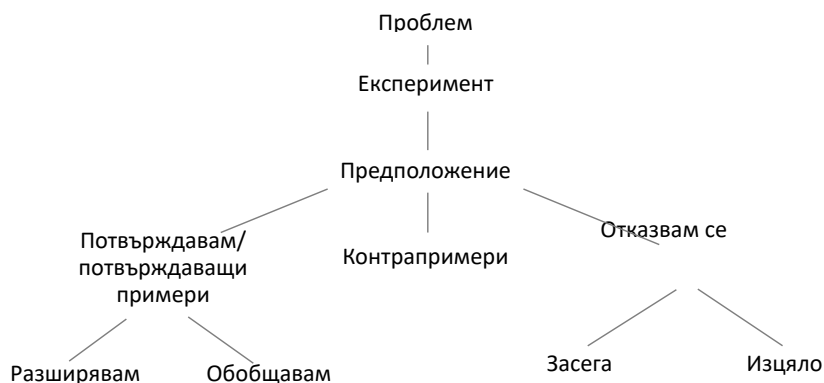 Проблем
Експеримент
Предположение
Потвърждавам/
потвърждаващи
примери
Контрапримери
Отказвам се
Разширявам
Обобщавам
Засега
Изцяло